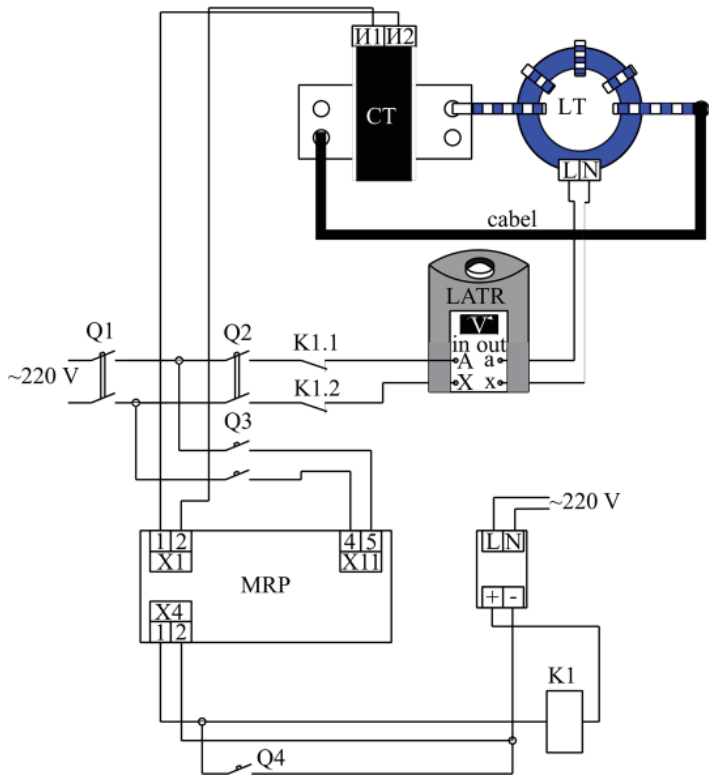 И1 И2
CT
LT
L N
cabel
LATR
V
in out
A a
X x
Q1
Q2
K1.1
~220 V
K1.2
Q3
1 2
X1
4 5
X11
MRP
X4
1 2
~220 V
L N
+ -
K1
Q4